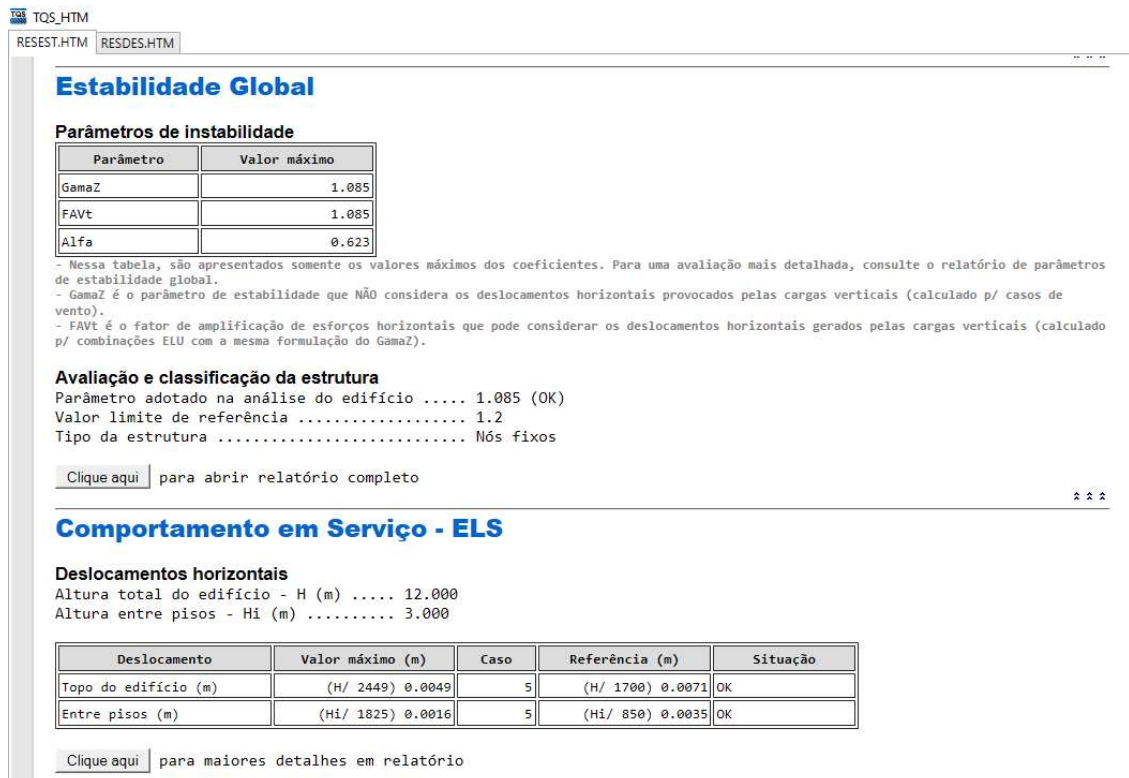 TQS_HTM
RESEST.HTM RESDES.HTM
Estabilidade Global
Parâmetros de instabilidade
Parâmetro Valor máximo
GamaZ 1.085
FAVt 1.085
Alfa 0.623
- Nessa tabela, são apresentados somente os valores máximos dos coeficientes. Para uma avaliação mais detalhada, consulte o relatório de parâmetros
de estabilidade global.
- GamaZ é o parâmetro de estabilidade que NÃO considera os deslocamentos horizontais provocados pelas cargas verticais (calculado p/ casos de
vento).
- FAVt é o fator de amplificação de esforços horizontais que pode considerar os deslocamentos horizontais gerados pelas cargas verticais (calculado
p/ combinações ELU com a mesma formulação do GamaZ).
Avaliação e classificação da estrutura
Parâmetro adotado na análise do edifício ..... 1.085 (OK)
Valor limite de referência ................... 1.2
Tipo da estrutura ............................ Nós fixos
Clique aqui para abrir relatório completo
Comportamento em Serviço - ELS
Deslocamentos horizontais
Altura total do edifício - H (m) ..... 12.000
Altura entre pisos - Hi (m) .......... 3.000
Deslocamento Valor máximo (m) Caso Referência (m) Situação
Topo do edifício (m) (H/ 2449) 0.0049 5 (H/ 1700) 0.0071 OK
Entre pisos (m) (Hi/ 1825) 0.0016 5 (Hi/ 850) 0.0035 OK
Clique aqui para maiores detalhes em relatório